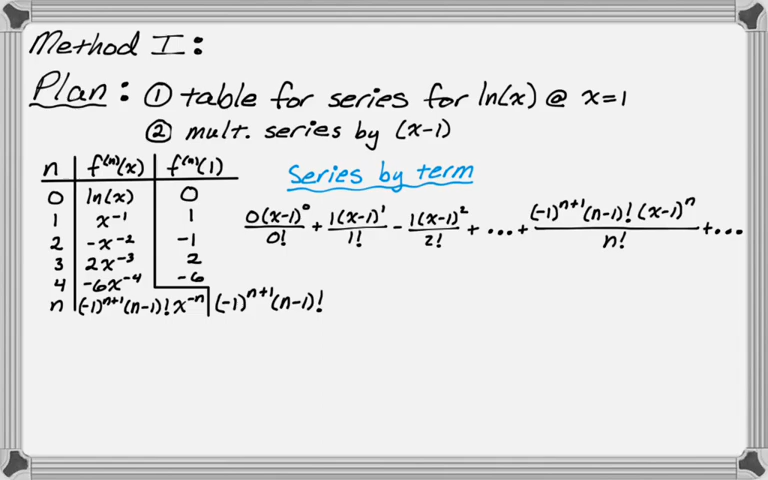 Method I:
Plan: ① table for series for ln(x) @ x=1
② mult. series by (x-1)
n | f⁽ⁿ⁾(x) | f⁽ⁿ⁾(1)
0 | ln(x) | 0
1 | x⁻¹ | 1
2 | -x⁻² | -1
3 | 2x⁻³ | 2
4 | -6x⁻⁴ | -6
n | (-1)ⁿ⁺¹(n-1)! x⁻ⁿ | (-1)ⁿ⁺¹(n-1)!
Series by term
0(x-1)⁰/0! + 1(x-1)¹/1! - 1(x-1)²/2! + ... + (-1)ⁿ⁺¹(n-1)! (x-1)ⁿ/n! + ...